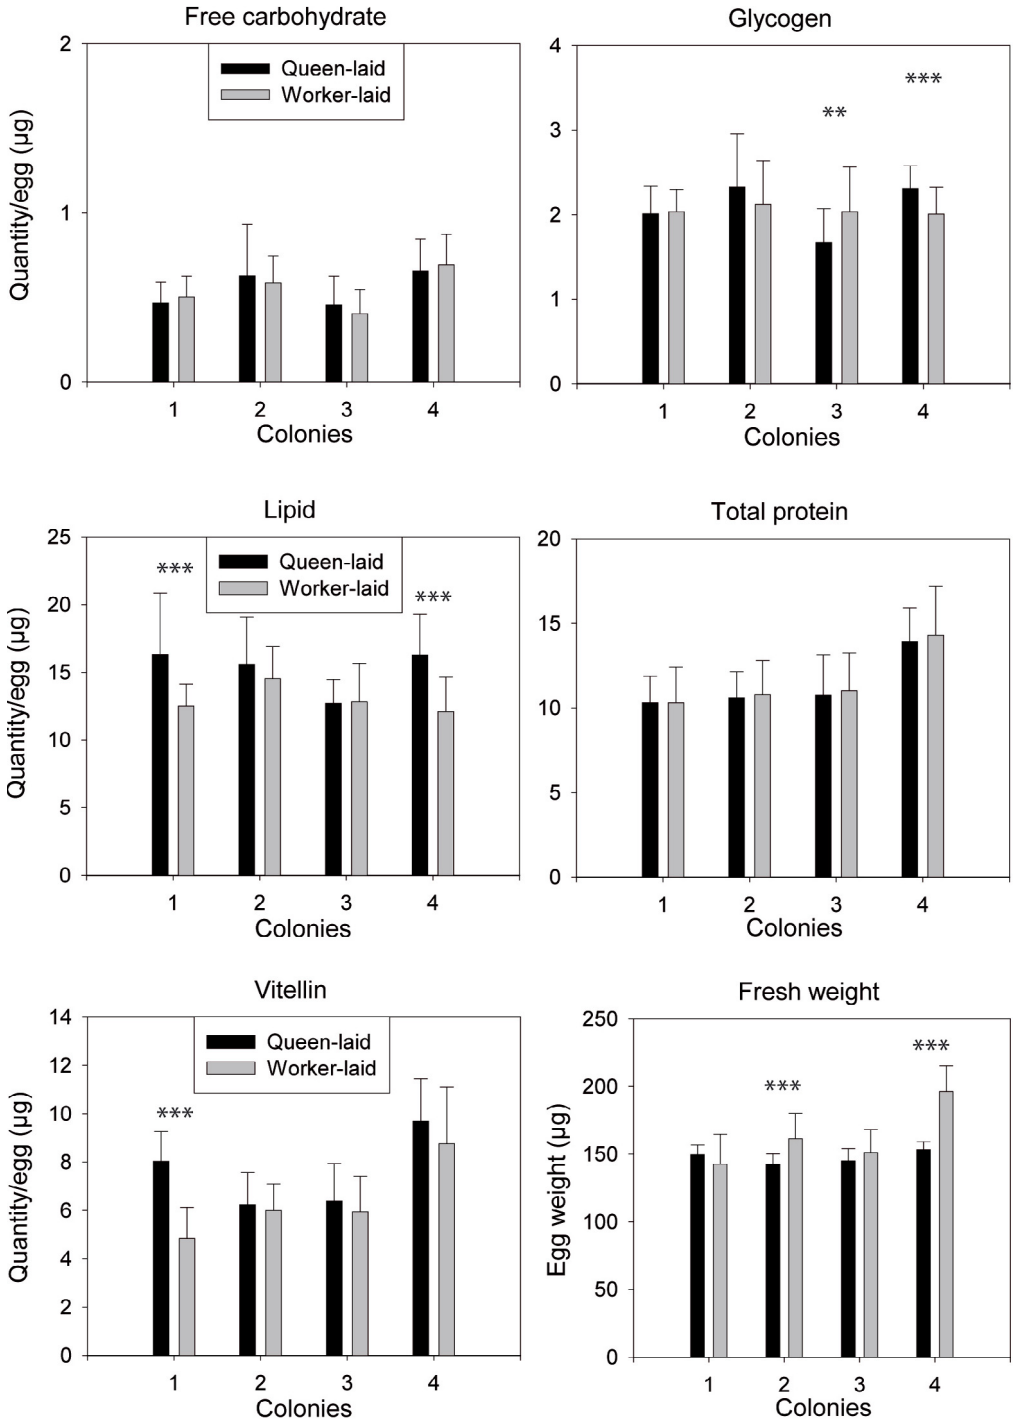 Free carbohydrate
Quantity/egg (µg)
2
1
0
Queen-laid
Worker-laid
1 2 3 4
Colonies
Glycogen
4
3
2
1
0
***
**
1 2 3 4
Colonies
Lipid
Quantity/egg (µg)
25
20
15
10
5
0
Queen-laid
Worker-laid
***
***
1 2 3 4
Colonies
Total protein
20
15
10
5
0
1 2 3 4
Colonies
Vitellin
Quantity/egg (µg)
14
12
10
8
6
4
2
0
Queen-laid
Worker-laid
***
1 2 3 4
Colonies
Fresh weight
Egg weight (µg)
250
200
150
100
50
0
***
***
1 2 3 4
Colonies